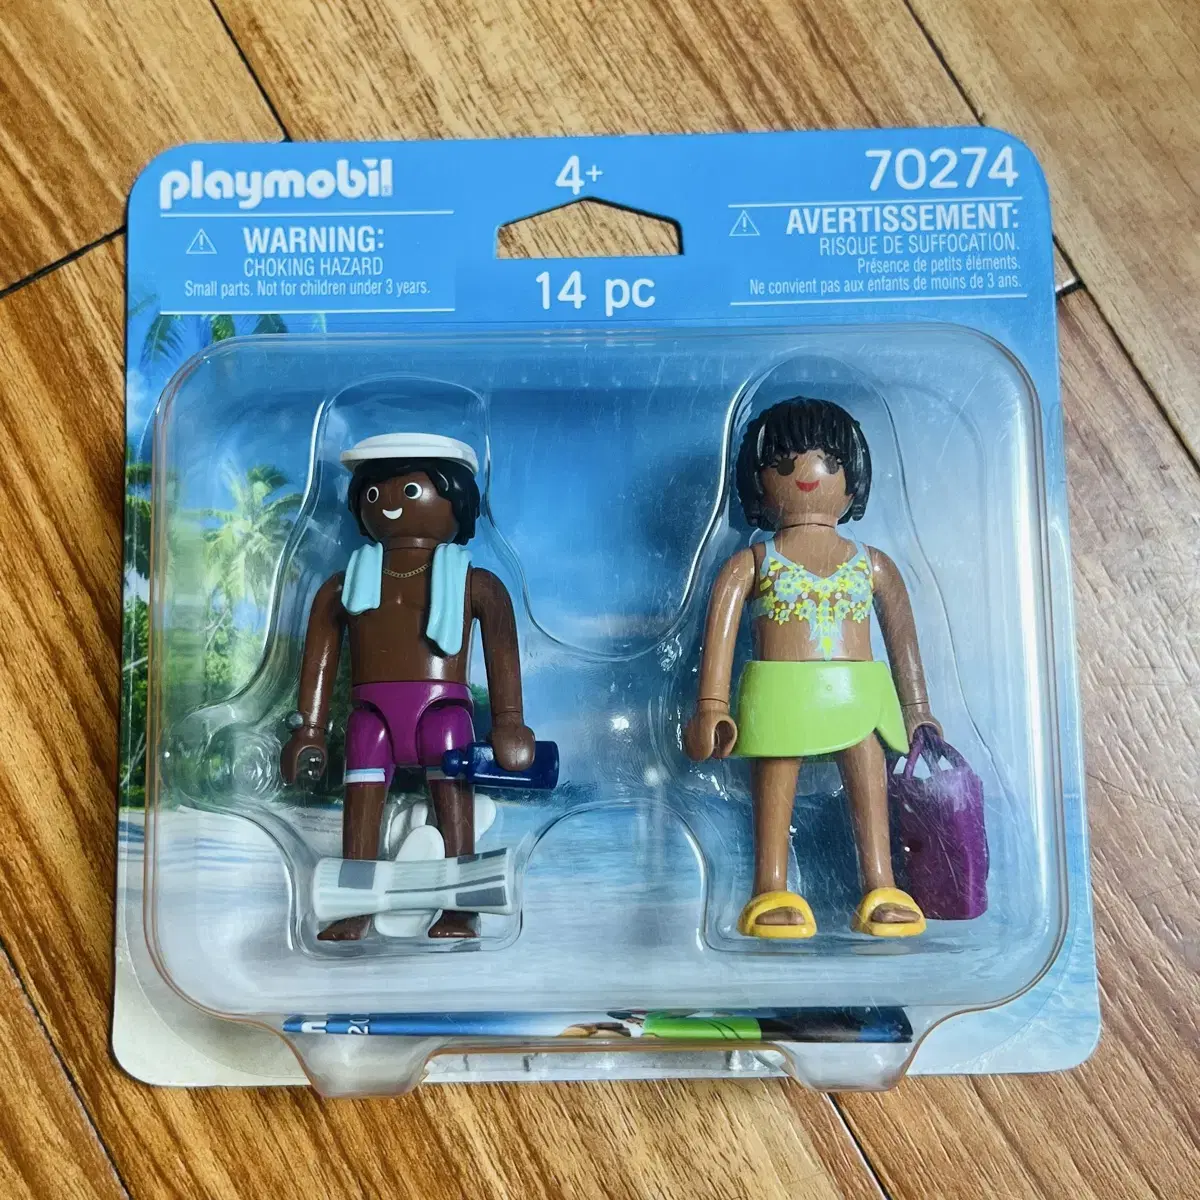 playmobil
4+
70274
WARNING:
CHOKING HAZARD
Small parts. Not for children under 3 years.
14 pc
AVERTISSEMENT:
RISQUE DE SUFFOCATION.
Présence de petits éléments.
Ne convient pas aux enfants de moins de 3 ans.